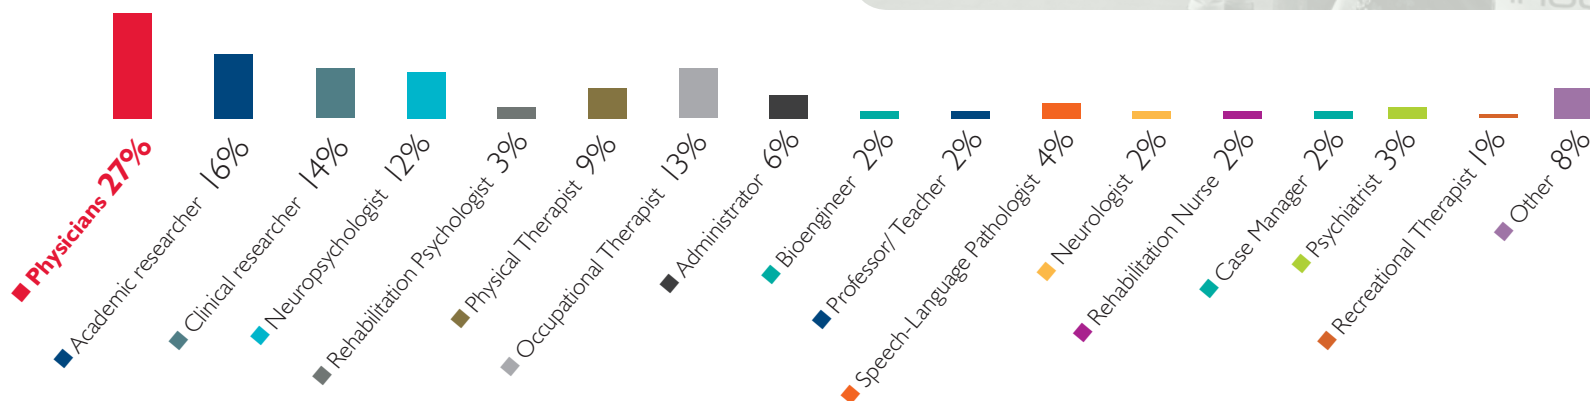 Physicians 27%
Academic researcher 16%
Clinical researcher 14%
Neuropsychologist 12%
Rehabilitation Psychologist 3%
Physical Therapist 9%
Occupational Therapist 13%
Administrator 6%
Bioengineer 2%
Professor/ Teacher 2%
Speech-Language Pathologist 4%
Neurologist 2%
Rehabilitation Nurse 2%
Case Manager 2%
Psychiatrist 3%
Recreational Therapist 1%
Other 8%